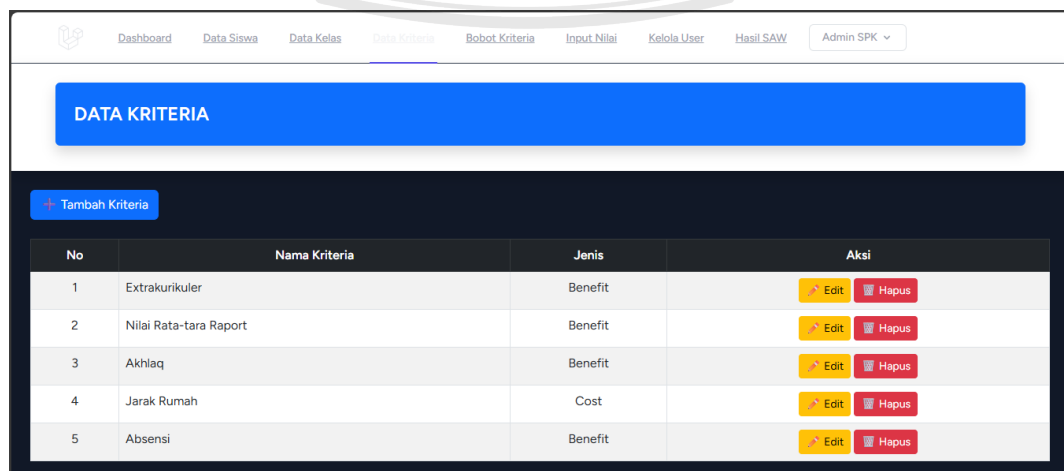 Dashboard Data Siswa Data Kelas Data Kriteria Bobot Kriteria Input Nilai Kelola User Hasil SAW Admin SPK
DATA KRITERIA
Tambah Kriteria
No Nama Kriteria Jenis Aksi
1 Extrakurikuler Benefit Edit Hapus
2 Nilai Rata-tara Raport Benefit Edit Hapus
3 Akhlaq Benefit Edit Hapus
4 Jarak Rumah Cost Edit Hapus
5 Absensi Benefit Edit Hapus